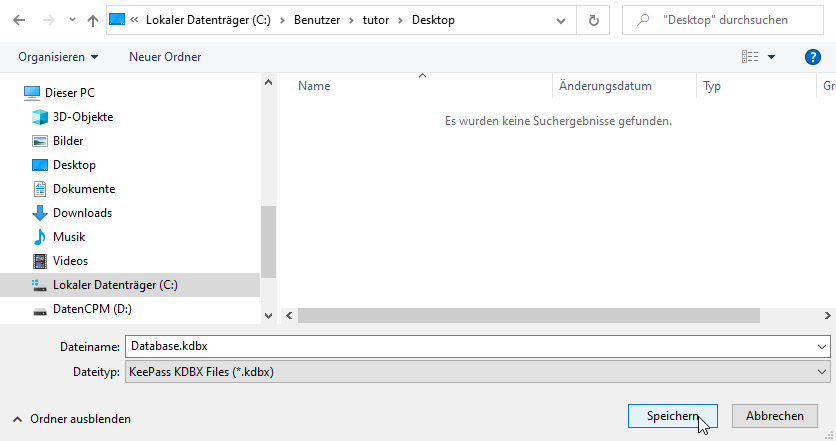 « Lokaler Datenträger (C:) › Benutzer › tutor › Desktop
"Desktop" durchsuchen
Organisieren
Neuer Ordner
?
Dieser PC
3D-Objekte
Bilder
Desktop
Dokumente
Downloads
Musik
Videos
Lokaler Datenträger (C:)
DatenCPM (D:)
Name
Änderungsdatum
Typ
Gr
Es wurden keine Suchergebnisse gefunden.
Dateiname: Database.kdbx
Dateityp: KeePass KDBX Files (*.kdbx)
Ordner ausblenden
Speichern
Abbrechen